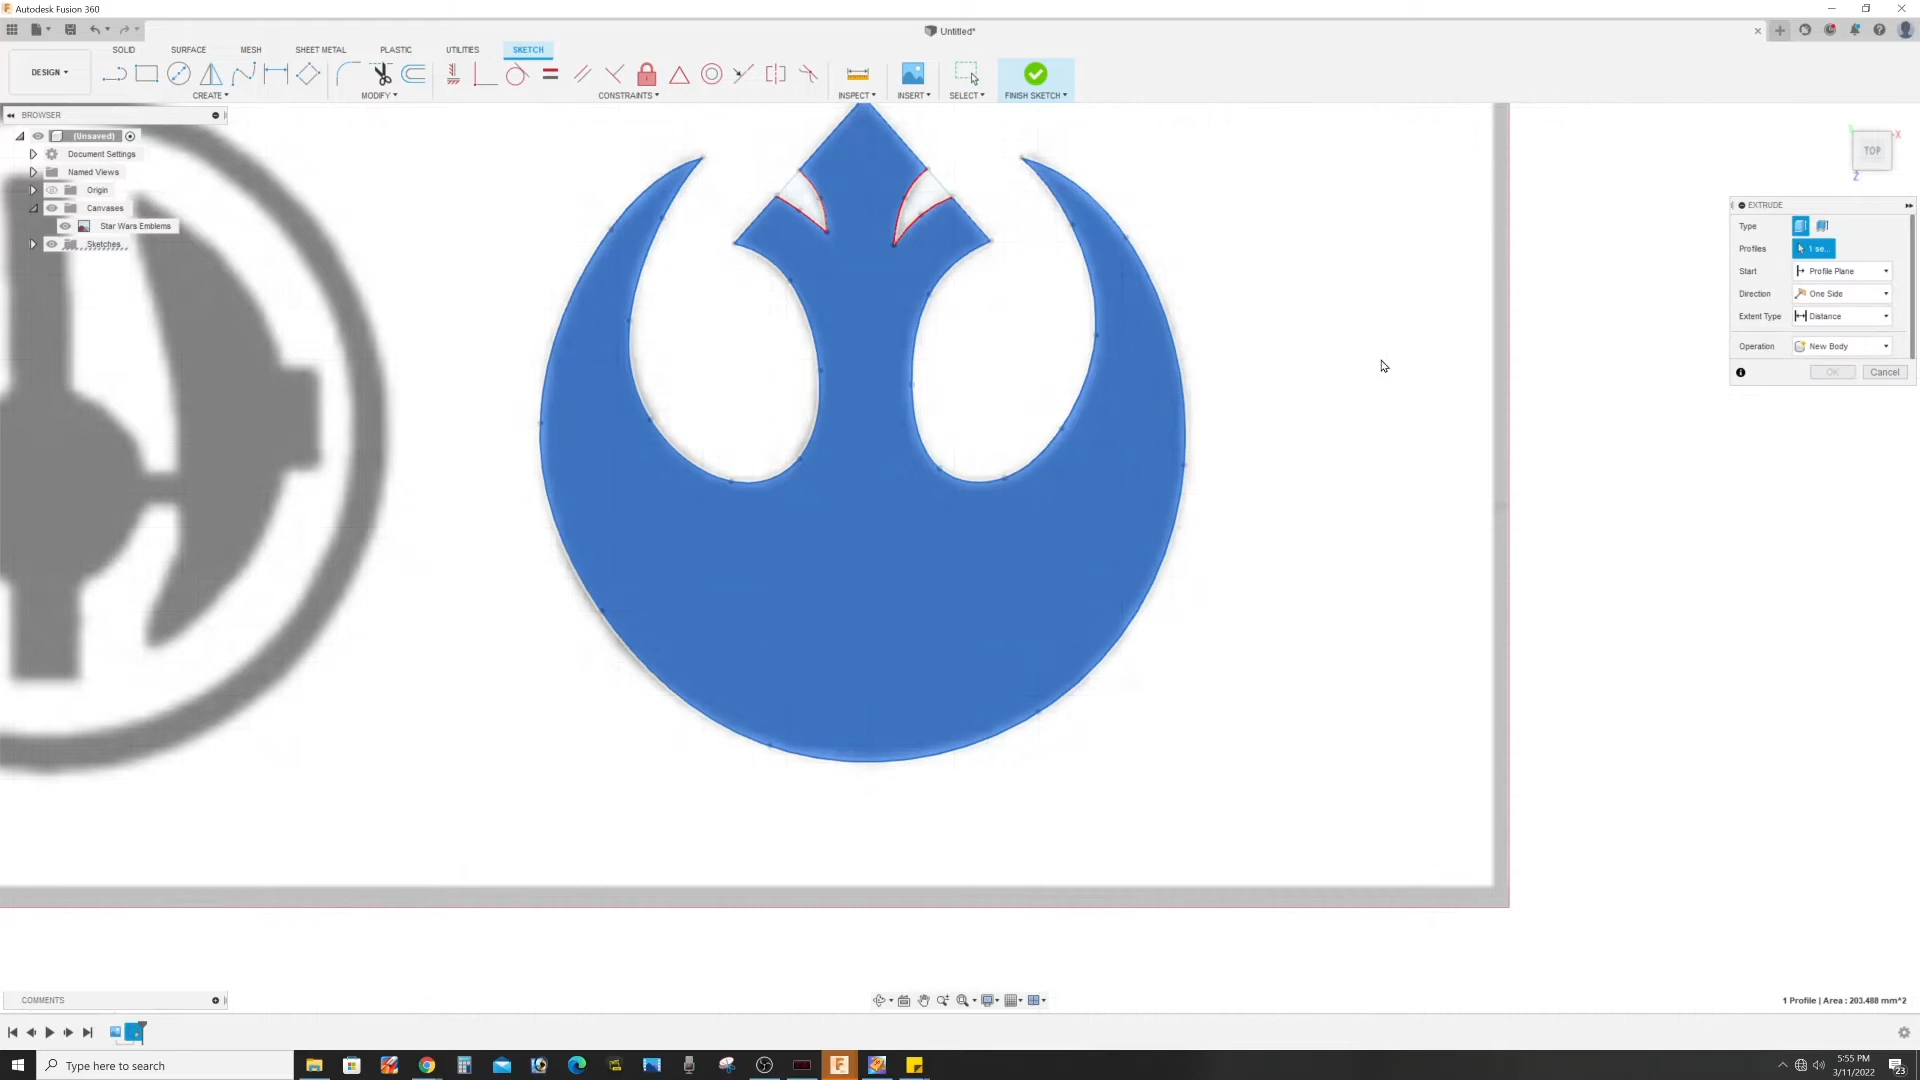 Autodesk Fusion 360
Untitled*
SOLID SURFACE MESH SHEET METAL PLASTIC UTILITIES SKETCH
DESIGN
CREATE MODIFY CONSTRAINTS INSPECT INSERT SELECT FINISH SKETCH
BROWSER
(Unsaved)
Document Settings
Named Views
Origin
Canvases
Star Wars Emblems
Sketches
TOP
X
Z
EXTRUDE
Type
Profiles 1 se...
Start Profile Plane
Direction One Side
Extent Type Distance
Operation New Body
OK Cancel
COMMENTS
1 Profile | Area : 203.488 mm^2
Type here to search
5:55 PM
3/11/2022
23